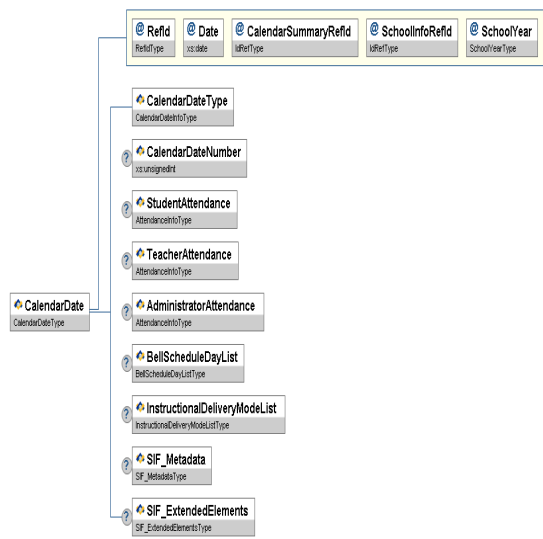 @ RefId
RefIdType
@ Date
xs:date
@ CalendarSummaryRefId
IdRefType
@ SchoolInfoRefId
IdRefType
@ SchoolYear
SchoolYearType
CalendarDateType
CalendarDateInfoType
? CalendarDateNumber
xs:unsignedInt
? StudentAttendance
AttendanceInfoType
? TeacherAttendance
AttendanceInfoType
CalendarDate
CalendarDateType
? AdministratorAttendance
AttendanceInfoType
? BellScheduleDayList
BellScheduleDayListType
? InstructionalDeliveryModeList
InstructionalDeliveryModeListType
? SIF_Metadata
SIF_MetadataType
? SIF_ExtendedElements
SIF_ExtendedElementsType